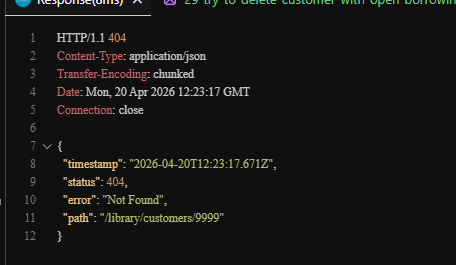 Response(8ms) 29 try to delete customer with open borrowin
1 HTTP/1.1 404
2 Content-Type: application/json
3 Transfer-Encoding: chunked
4 Date: Mon, 20 Apr 2026 12:23:17 GMT
5 Connection: close
6
7 {
8 "timestamp": "2026-04-20T12:23:17.671Z",
9 "status": 404,
10 "error": "Not Found",
11 "path": "/library/customers/9999"
12 }